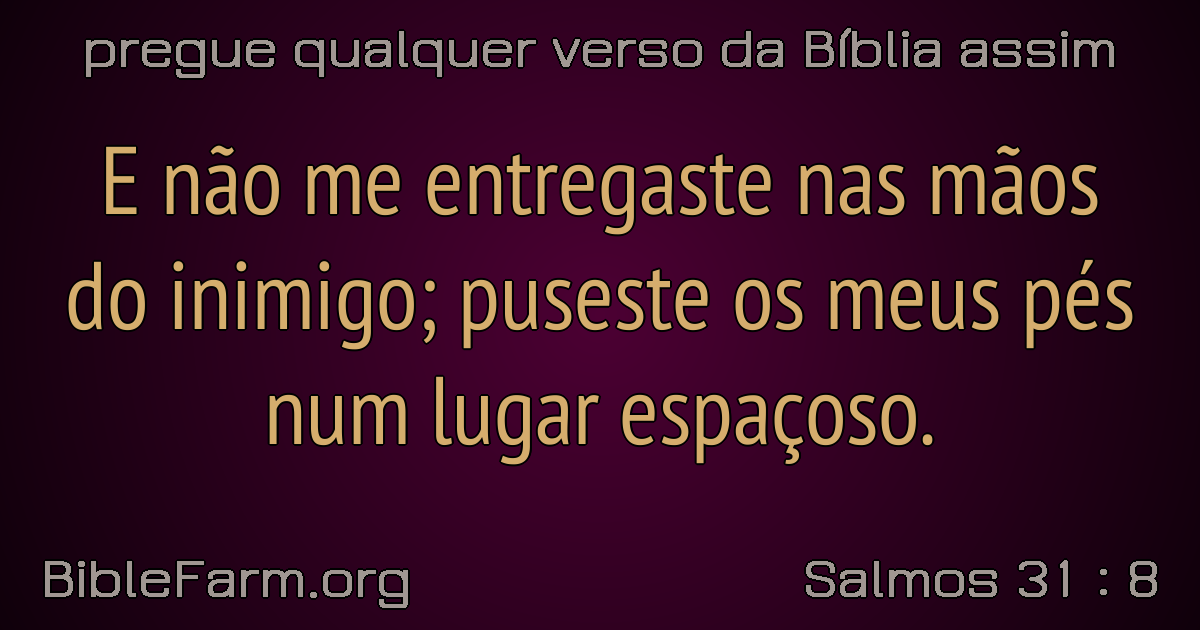 pregue qualquer verso da Bíblia assim
E não me entregaste nas mãos
do inimigo; puseste os meus pés
num lugar espaçoso.
BibleFarm.org
Salmos 31 : 8